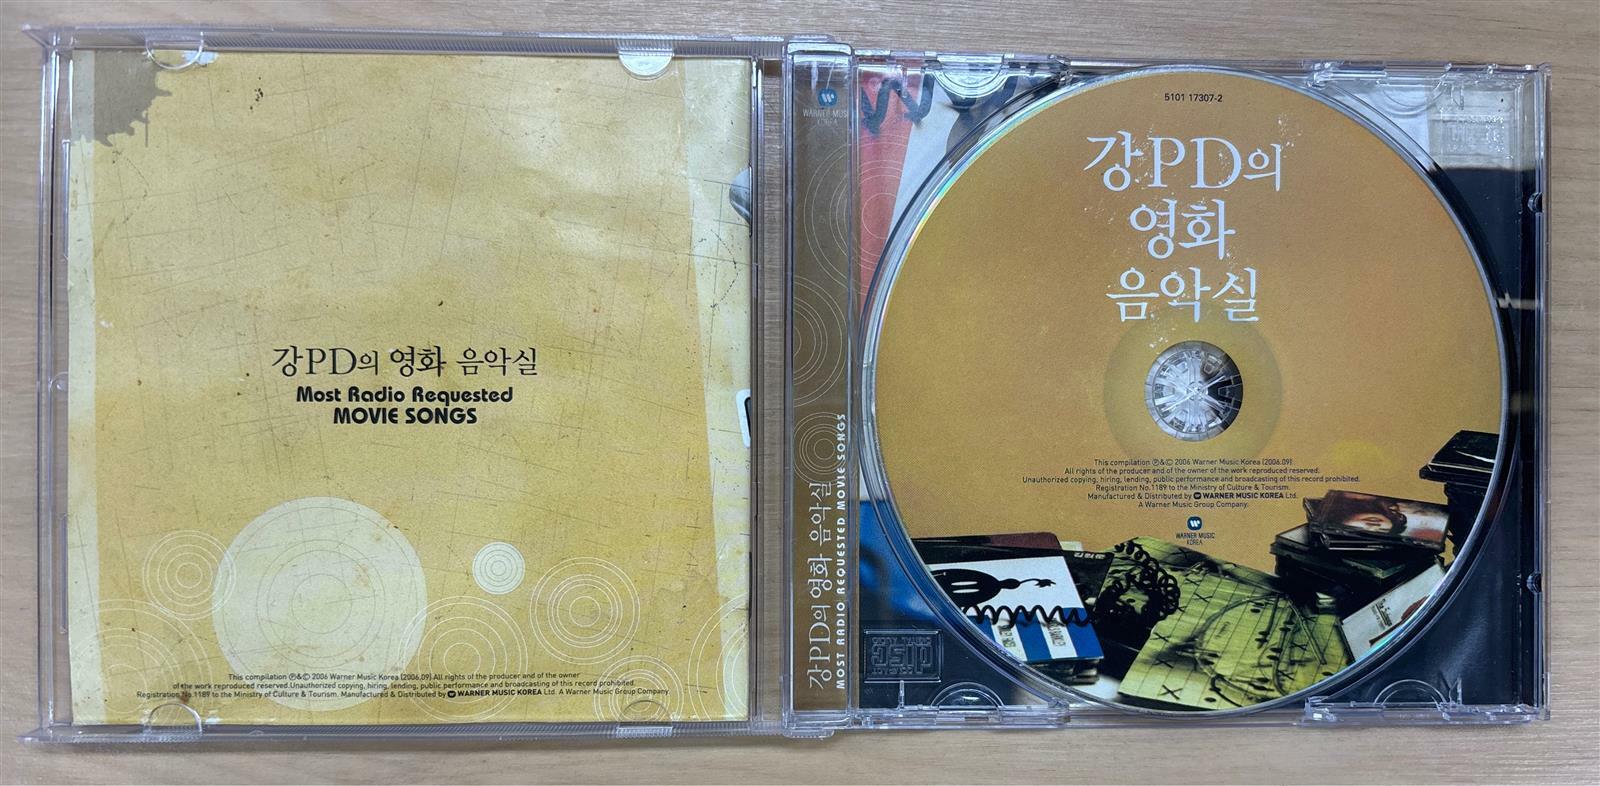 강PD의 영화 음악실
Most Radio Requested
MOVIE SONGS
This compilation ℗&© 2006 Warner Music Korea (2006.09).All rights of the producer and of the owner
of the work reproduced reserved.Unauthorized copying, hiring, lending, public performance and broadcasting of this record prohibited.
Registration No.1189 to the Ministry of Culture & Tourism. Manufactured & Distributed by WARNER MUSIC KOREA Ltd. A Warner Music Group Company.
WARNER MUSIC
KOREA
강PD의 영화 음악실
MOST RADIO REQUESTED MOVIE SONGS
5101 17307-2
강PD의
영화
음악실
This compilation ℗&© 2006 Warner Music Korea (2006.09)
All rights of the producer and of the owner of the work reproduced reserved.
Unauthorized copying, hiring, lending, public performance and broadcasting of this record prohibited.
Registration No.1189 to the Ministry of Culture & Tourism.
Manufactured & Distributed by WARNER MUSIC KOREA Ltd.
A Warner Music Group Company.
WARNER MUSIC
KOREA
disc